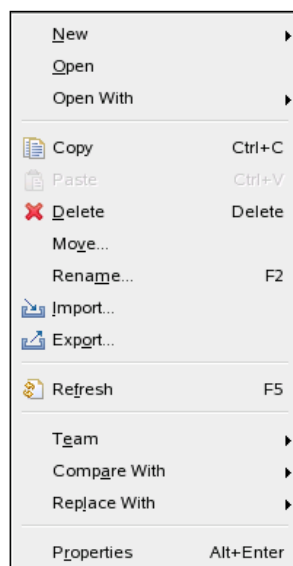 New
Open
Open With
Copy Ctrl+C
Paste Ctrl+V
Delete Delete
Move...
Rename... F2
Import...
Export...
Refresh F5
Team
Compare With
Replace With
Properties Alt+Enter